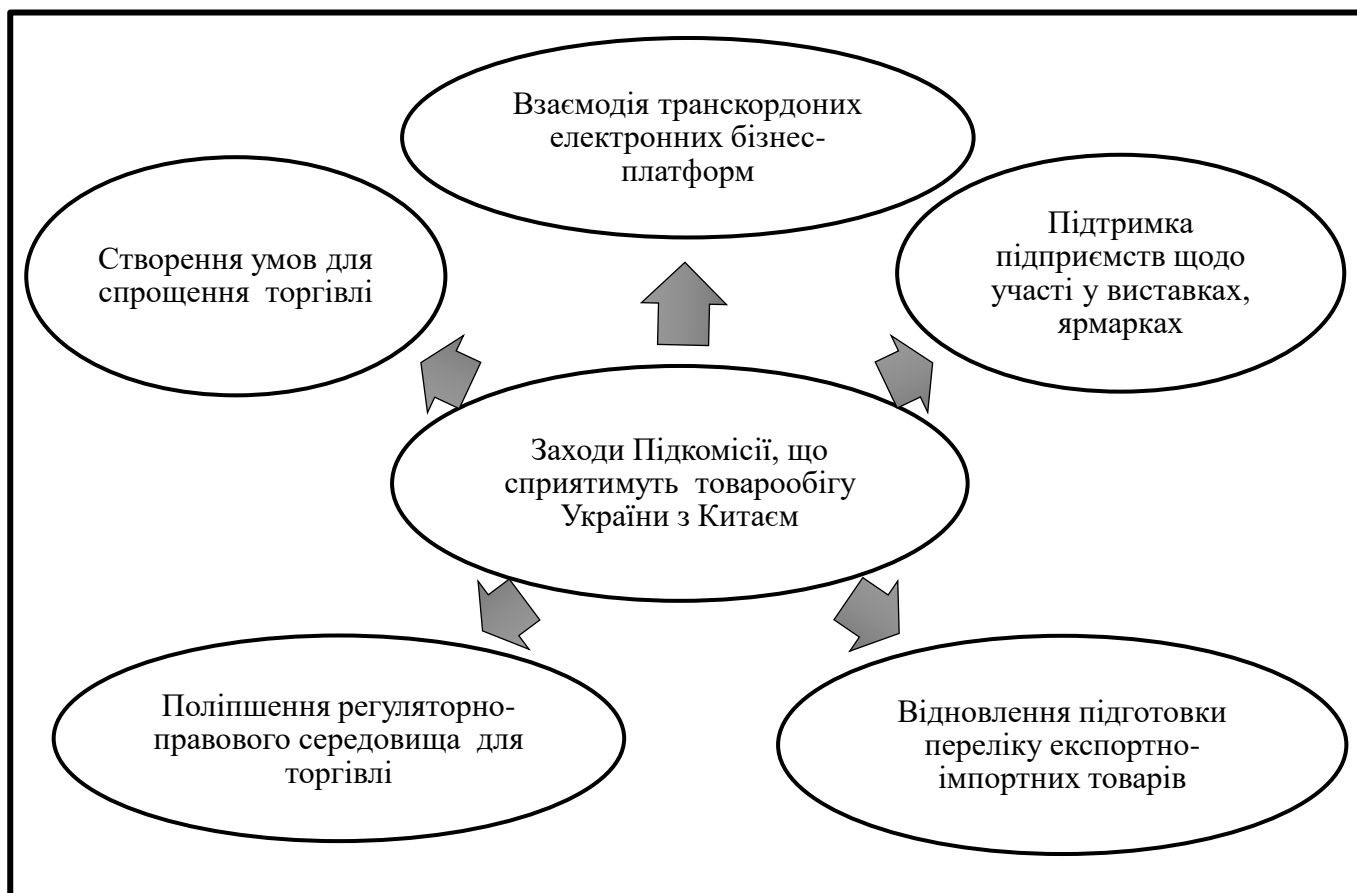 Взаємодія транскордоних
електронних бізнес-
платформ
Створення умов для
спрощення торгівлі
Підтримка
підприємств щодо
участі у виставках,
ярмарках
Заходи Підкомісії, що
сприятимуть товарообігу
України з Китаєм
Поліпшення регуляторно-
правового середовища для
торгівлі
Відновлення підготовки
переліку експортно-
імпортних товарів